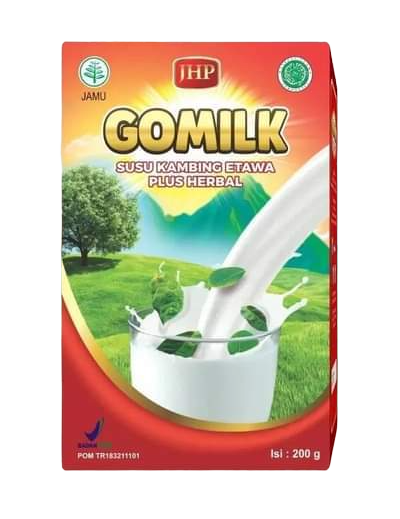 JHP
JAMU
GOMILK
SUSU KAMBING ETAWA
PLUS HERBAL
POM TR183211101
Isi : 200 g